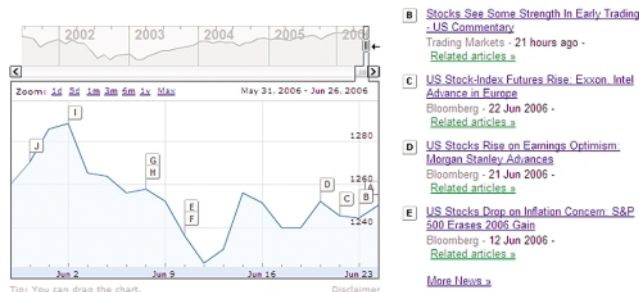 2002
2004
2006
Zoom: 1d 5d 1m 3m 6m 1y Max
May 31, 2006 - Jun 26, 2006
I
J
G
H
E
F
D
C
B
A
1280
1260
1240
Jun 2
Jun 9
Jun 16
Jun 23
Tip: You can drag the chart.
Disclaimer
B
Stocks See Some Strength In Early Trading
- US Commentary
Trading Markets - 21 hours ago -
Related articles »
C
US Stock-Index Futures Rise: Exxon, Intel
Advance in Europe
Bloomberg - 22 Jun 2006 -
Related articles »
D
US Stocks Rise on Earnings Optimism:
Morgan Stanley Advances
Bloomberg - 21 Jun 2006 -
Related articles »
E
US Stocks Drop on Inflation Concern: S&P
500 Erases 2006 Gain
Bloomberg - 12 Jun 2006 -
Related articles »
More News »